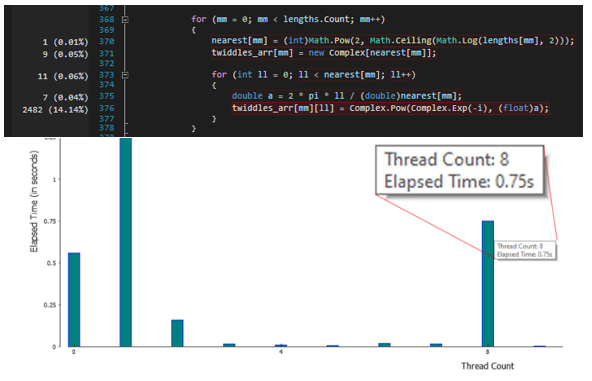 367
368 for (mm = 0; mm < lengths.Count; mm++)
369 {
1 (0.01%) 370 nearest[mm] = (int)Math.Pow(2, Math.Ceiling(Math.Log(lengths[mm], 2)));
9 (0.05%) 371 twiddles_arr[mm] = new Complex[nearest[mm]];
372
11 (0.06%) 373 for (int ll = 0; ll < nearest[mm]; ll++)
374 {
7 (0.04%) 375 double a = 2 * pi * ll / (double)nearest[mm];
2482 (14.14%) 376 twiddles_arr[mm][ll] = Complex.Pow(Complex.Exp(-i), (float)a);
377 }
378 }
Thread Count: 8
Elapsed Time: 0.75s
Elapsed Time (in seconds)
1
0.75
0.5
0.25
0
Thread Count: 8
Elapsed Time: 0.75s
0 4 8
Thread Count